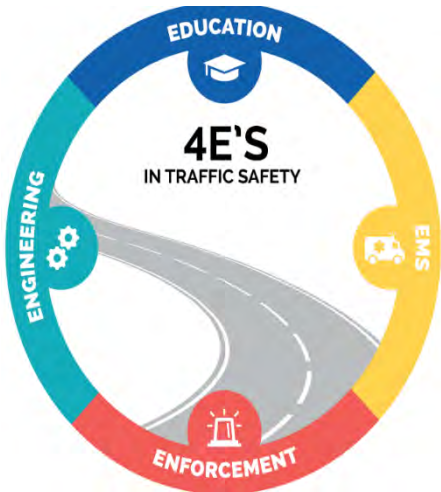 EDUCATION
4E'S
IN TRAFFIC SAFETY
ENGINEERING
EMS
ENFORCEMENT